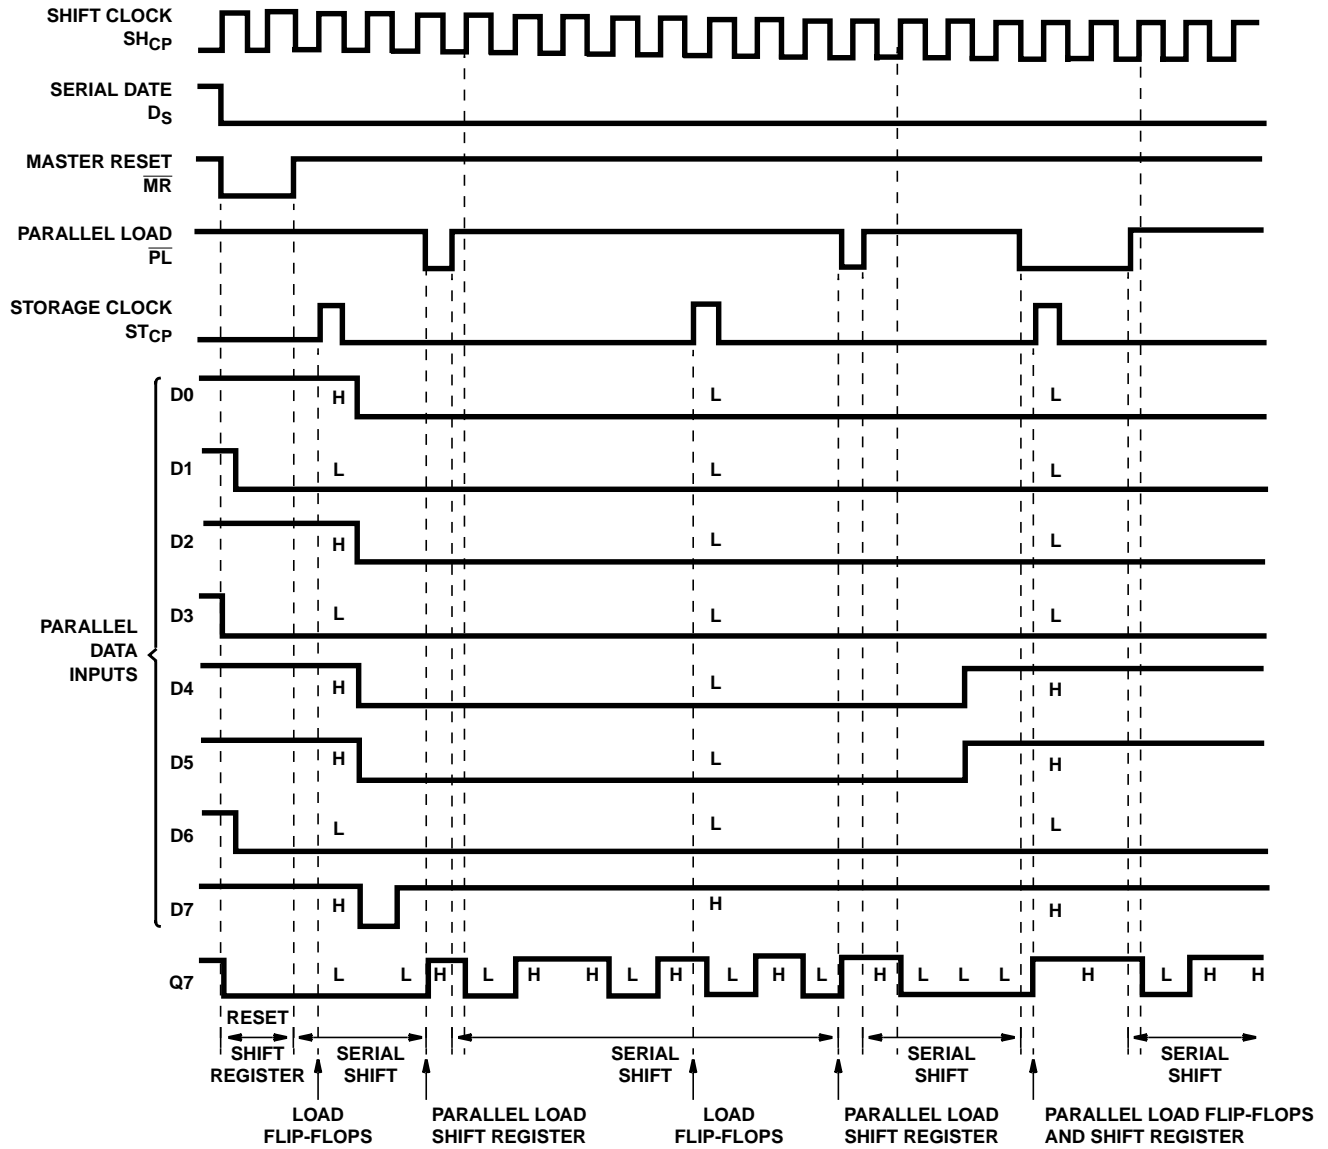 SHIFT CLOCK
SHCP
SERIAL DATE
DS
MASTER RESET
MR
PARALLEL LOAD
PL
STORAGE CLOCK
STCP
D0 H L L
D1 L L L
D2 H L L
D3 L L L
PARALLEL
DATA
INPUTS
D4 H L H
D5 H L H
D6 L L L
D7 H H H
Q7 L L H L H H L H L H L H L L L H L H H
RESET
SHIFT
REGISTER
SERIAL
SHIFT
SERIAL
SHIFT
SERIAL
SHIFT
SERIAL
SHIFT
LOAD
FLIP-FLOPS
PARALLEL LOAD
SHIFT REGISTER
LOAD
FLIP-FLOPS
PARALLEL LOAD
SHIFT REGISTER
PARALLEL LOAD FLIP-FLOPS
AND SHIFT REGISTER